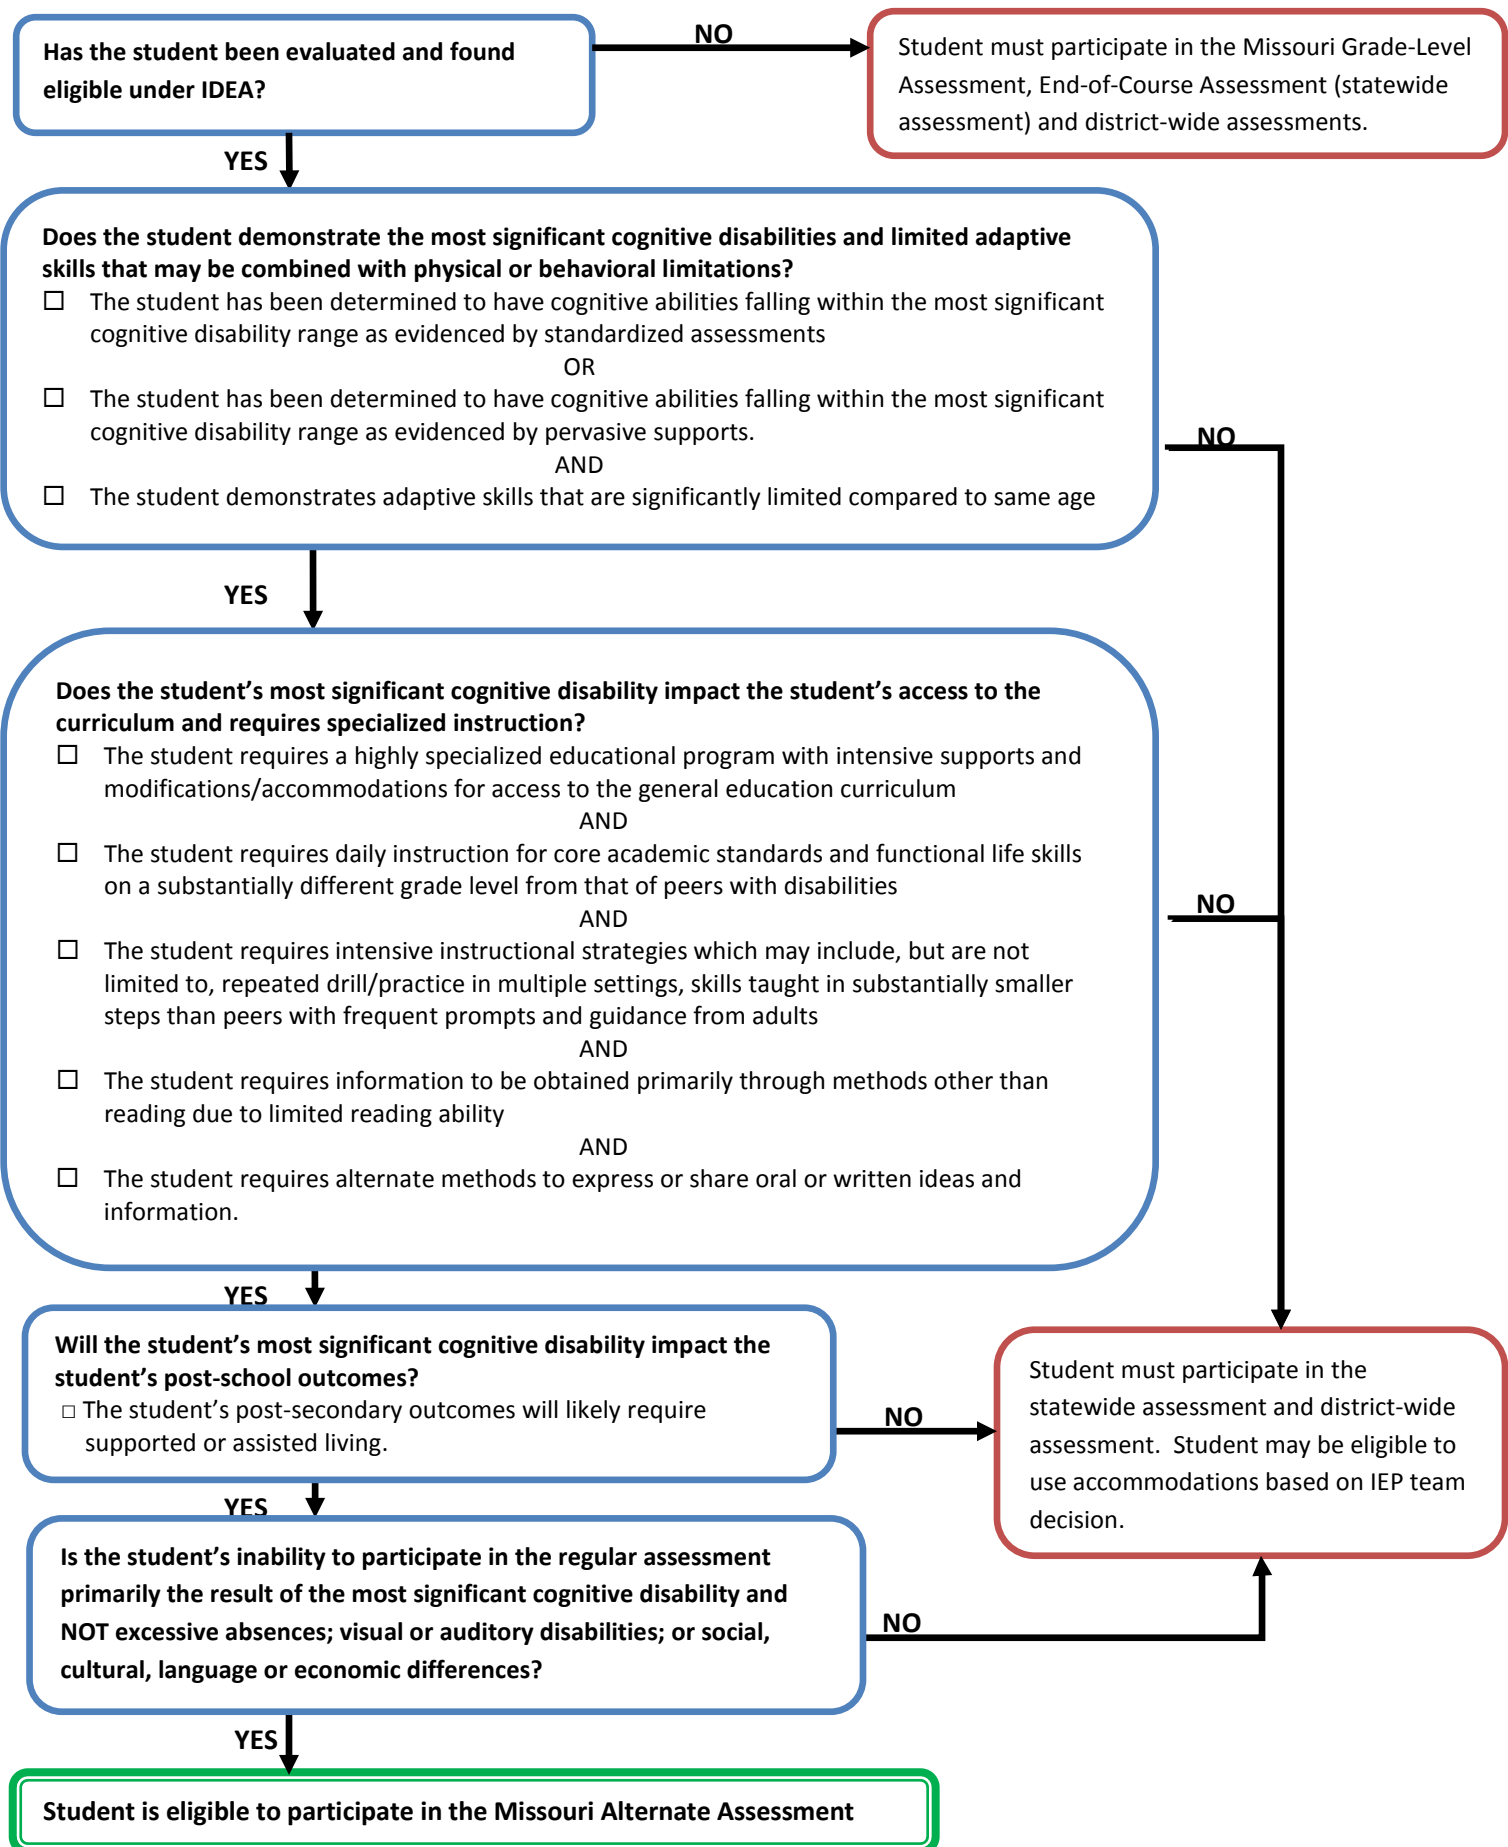 Has the student been evaluated and found
eligible under IDEA?
NO
Student must participate in the Missouri Grade-Level
Assessment, End-of-Course Assessment (statewide
assessment) and district-wide assessments.
YES
Does the student demonstrate the most significant cognitive disabilities and limited adaptive
skills that may be combined with physical or behavioral limitations?
☐ The student has been determined to have cognitive abilities falling within the most significant
cognitive disability range as evidenced by standardized assessments
OR
☐ The student has been determined to have cognitive abilities falling within the most significant
cognitive disability range as evidenced by pervasive supports.
AND
☐ The student demonstrates adaptive skills that are significantly limited compared to same age
NO
YES
Does the student’s most significant cognitive disability impact the student’s access to the
curriculum and requires specialized instruction?
☐ The student requires a highly specialized educational program with intensive supports and
modifications/accommodations for access to the general education curriculum
AND
☐ The student requires daily instruction for core academic standards and functional life skills
on a substantially different grade level from that of peers with disabilities
AND
☐ The student requires intensive instructional strategies which may include, but are not
limited to, repeated drill/practice in multiple settings, skills taught in substantially smaller
steps than peers with frequent prompts and guidance from adults
AND
☐ The student requires information to be obtained primarily through methods other than
reading due to limited reading ability
AND
☐ The student requires alternate methods to express or share oral or written ideas and
information.
NO
YES
Will the student’s most significant cognitive disability impact the
student’s post-school outcomes?
□ The student’s post-secondary outcomes will likely require
supported or assisted living.
NO
Student must participate in the
statewide assessment and district-wide
assessment.  Student may be eligible to
use accommodations based on IEP team
decision.
YES
Is the student’s inability to participate in the regular assessment
primarily the result of the most significant cognitive disability and
NOT excessive absences; visual or auditory disabilities; or social,
cultural, language or economic differences?
NO
YES
Student is eligible to participate in the Missouri Alternate Assessment